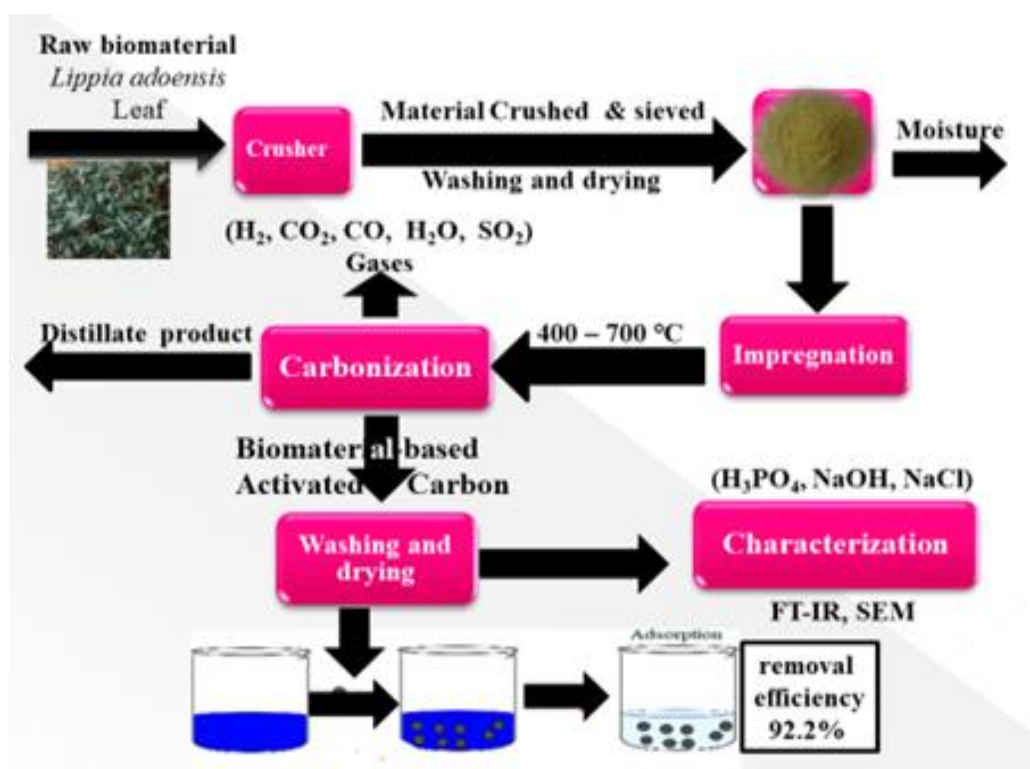 Raw biomaterial
Lippia adoensis
Leaf
Crusher
Material Crushed & sieved
Washing and drying
Moisture
(H₂, CO₂, CO, H₂O, SO₂)
Gases
Distillate product
Carbonization
400 – 700 °C
Impregnation
Biomaterial-based
Activated Carbon
(H₃PO₄, NaOH, NaCl)
Washing and
drying
Characterization
FT-IR, SEM
Adsorption
removal
efficiency
92.2%